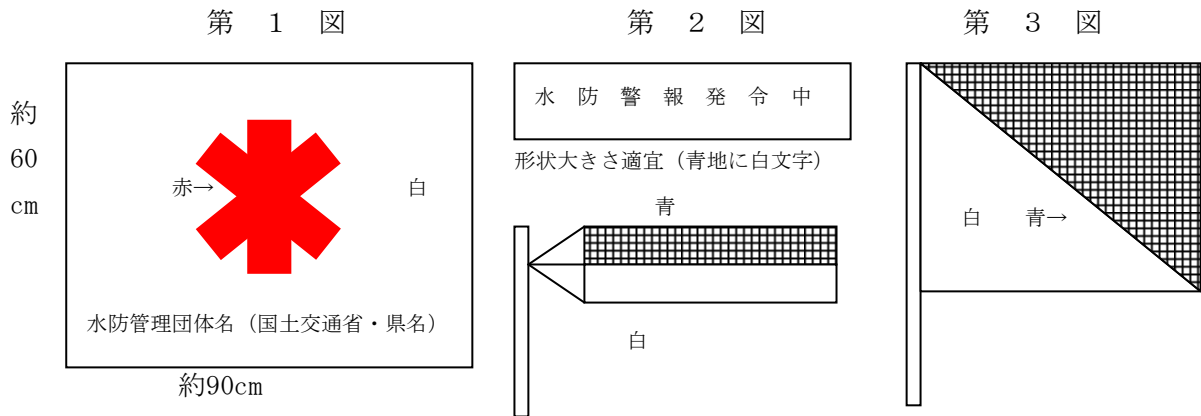 第　１　図
約
60
cm
赤→
白
水防管理団体名（国土交通省・県名）
約90cm
第　２　図
水　防　警　報　発　令　中
形状大きさ適宜（青地に白文字）
青
白
第　３　図
白　　青→